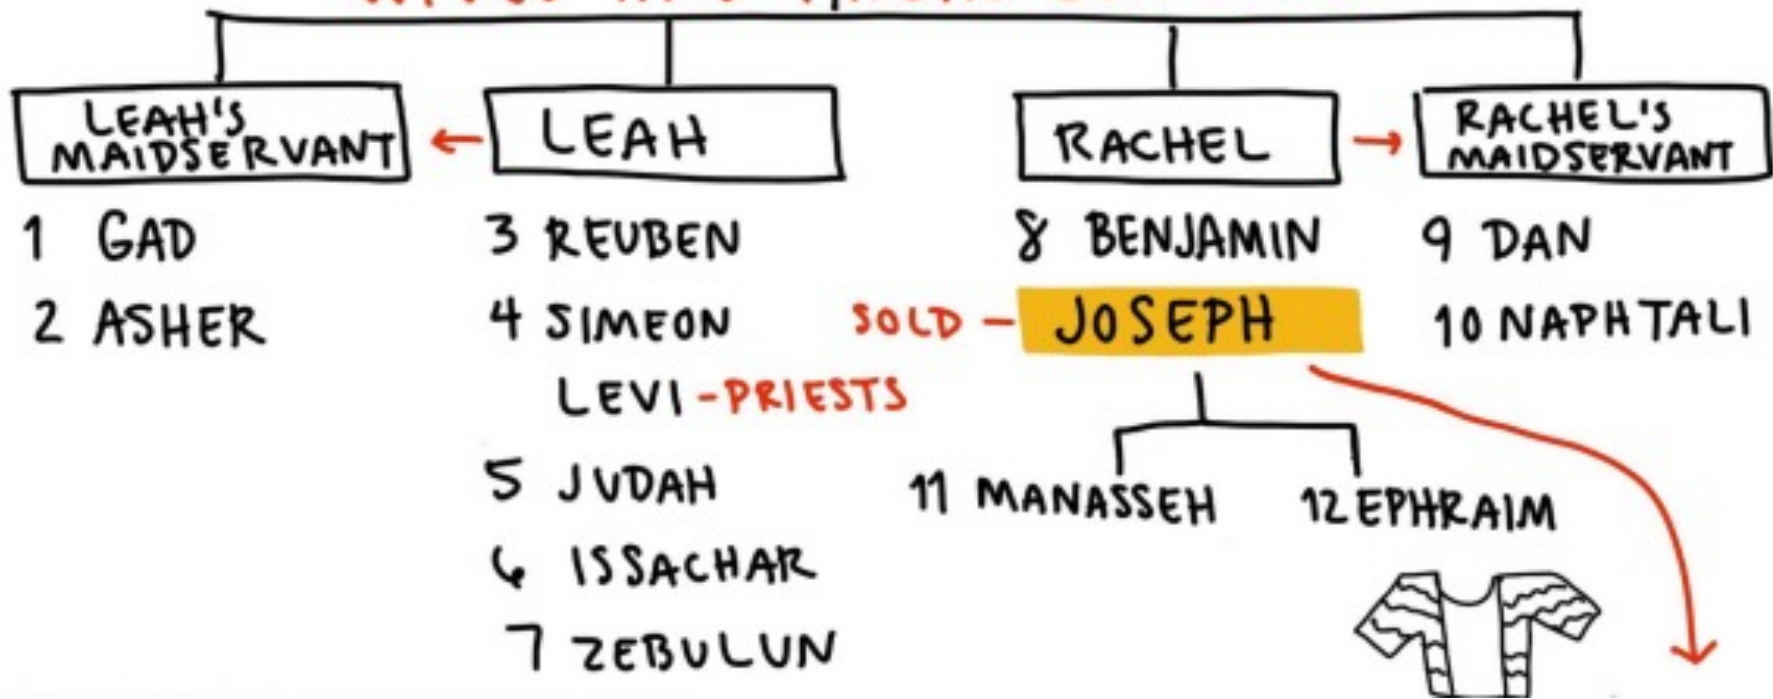 LEAH'S
MAIDSERVANT
← LEAH
RACHEL →
RACHEL'S
MAIDSERVANT
1 GAD
2 ASHER
3 REUBEN
4 SIMEON
LEVI - PRIESTS
5 JUDAH
6 ISSACHAR
7 ZEBULUN
8 BENJAMIN
SOLD - JOSEPH
11 MANASSEH
12 EPHRAIM
9 DAN
10 NAPHTALI